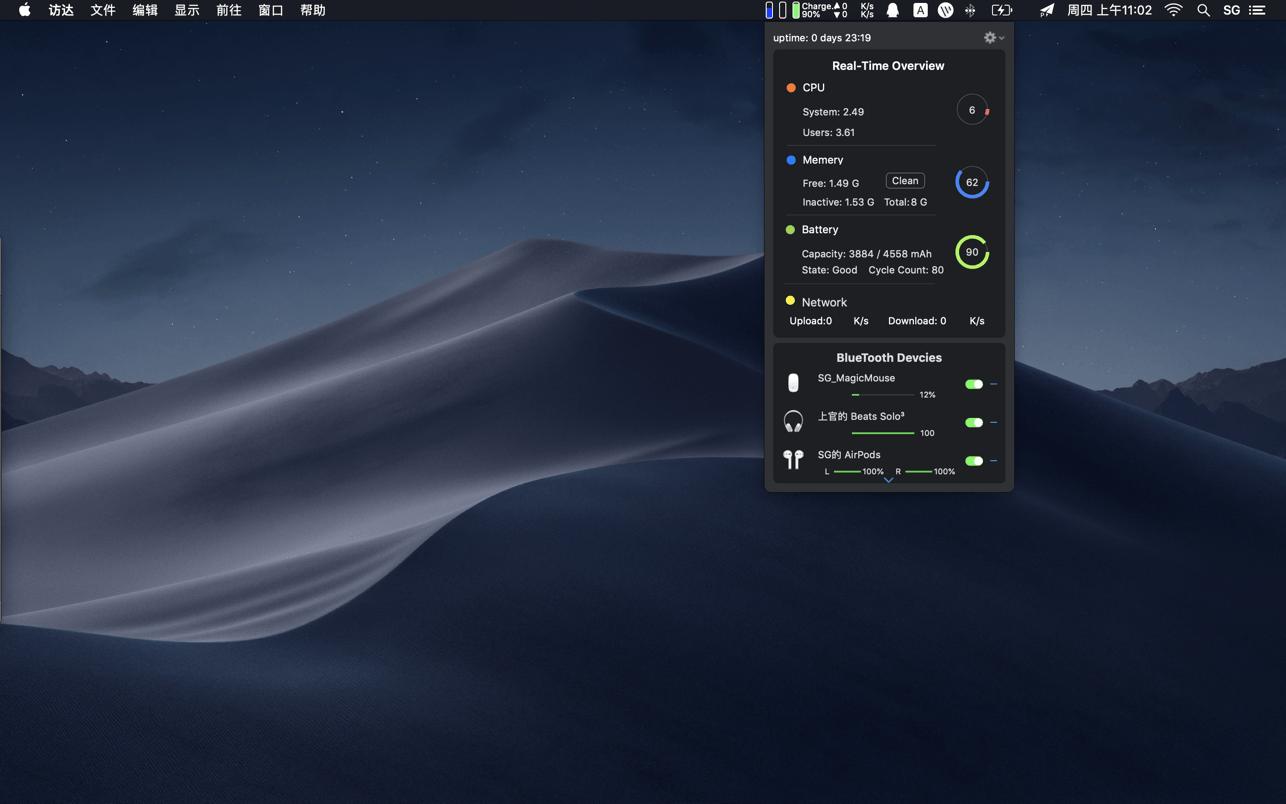 访达 文件 编辑 显示 前往 窗口 帮助 Charge. 0 K/s A 周四 上午11:02 SG
90% 0 K/s
uptime: 0 days 23:19
Real-Time Overview
CPU
System: 2.49
6
Users: 3.61
Memery
Free: 1.49 G Clean 62
Inactive: 1.53 G Total: 8 G
Battery
Capacity: 3884 / 4558 mAh 90
State: Good Cycle Count: 80
Network
Upload:0 K/s Download: 0 K/s
BlueTooth Devcies
SG_MagicMouse
12%
上官的 Beats Solo³
100
SG的 AirPods
L 100% R 100%